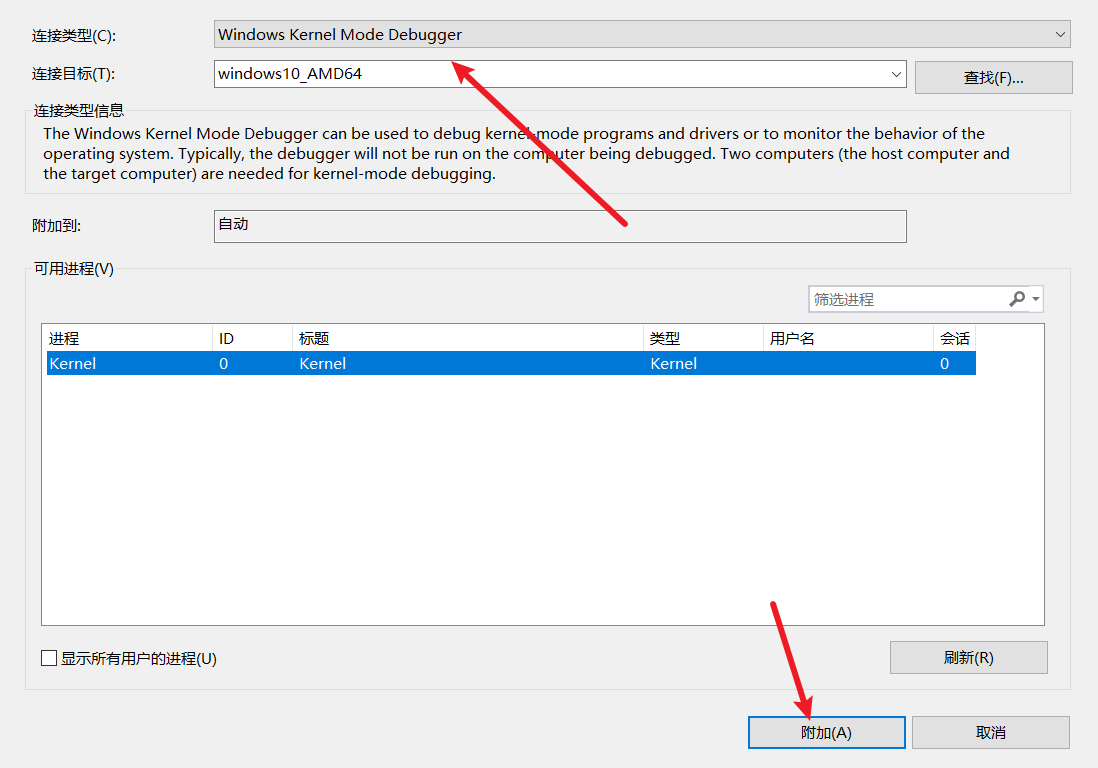 连接类型(C):
Windows Kernel Mode Debugger
连接目标(T):
windows10_AMD64
查找(F)...
连接类型信息
The Windows Kernel Mode Debugger can be used to debug kernel-mode programs and drivers or to monitor the behavior of the
operating system. Typically, the debugger will not be run on the computer being debugged. Two computers (the host computer and
the target computer) are needed for kernel-mode debugging.
附加到:
自动
可用进程(V)
筛选进程
进程 ID 标题 类型 用户名 会话
Kernel 0 Kernel Kernel 0
显示所有用户的进程(U)
刷新(R)
附加(A)
取消